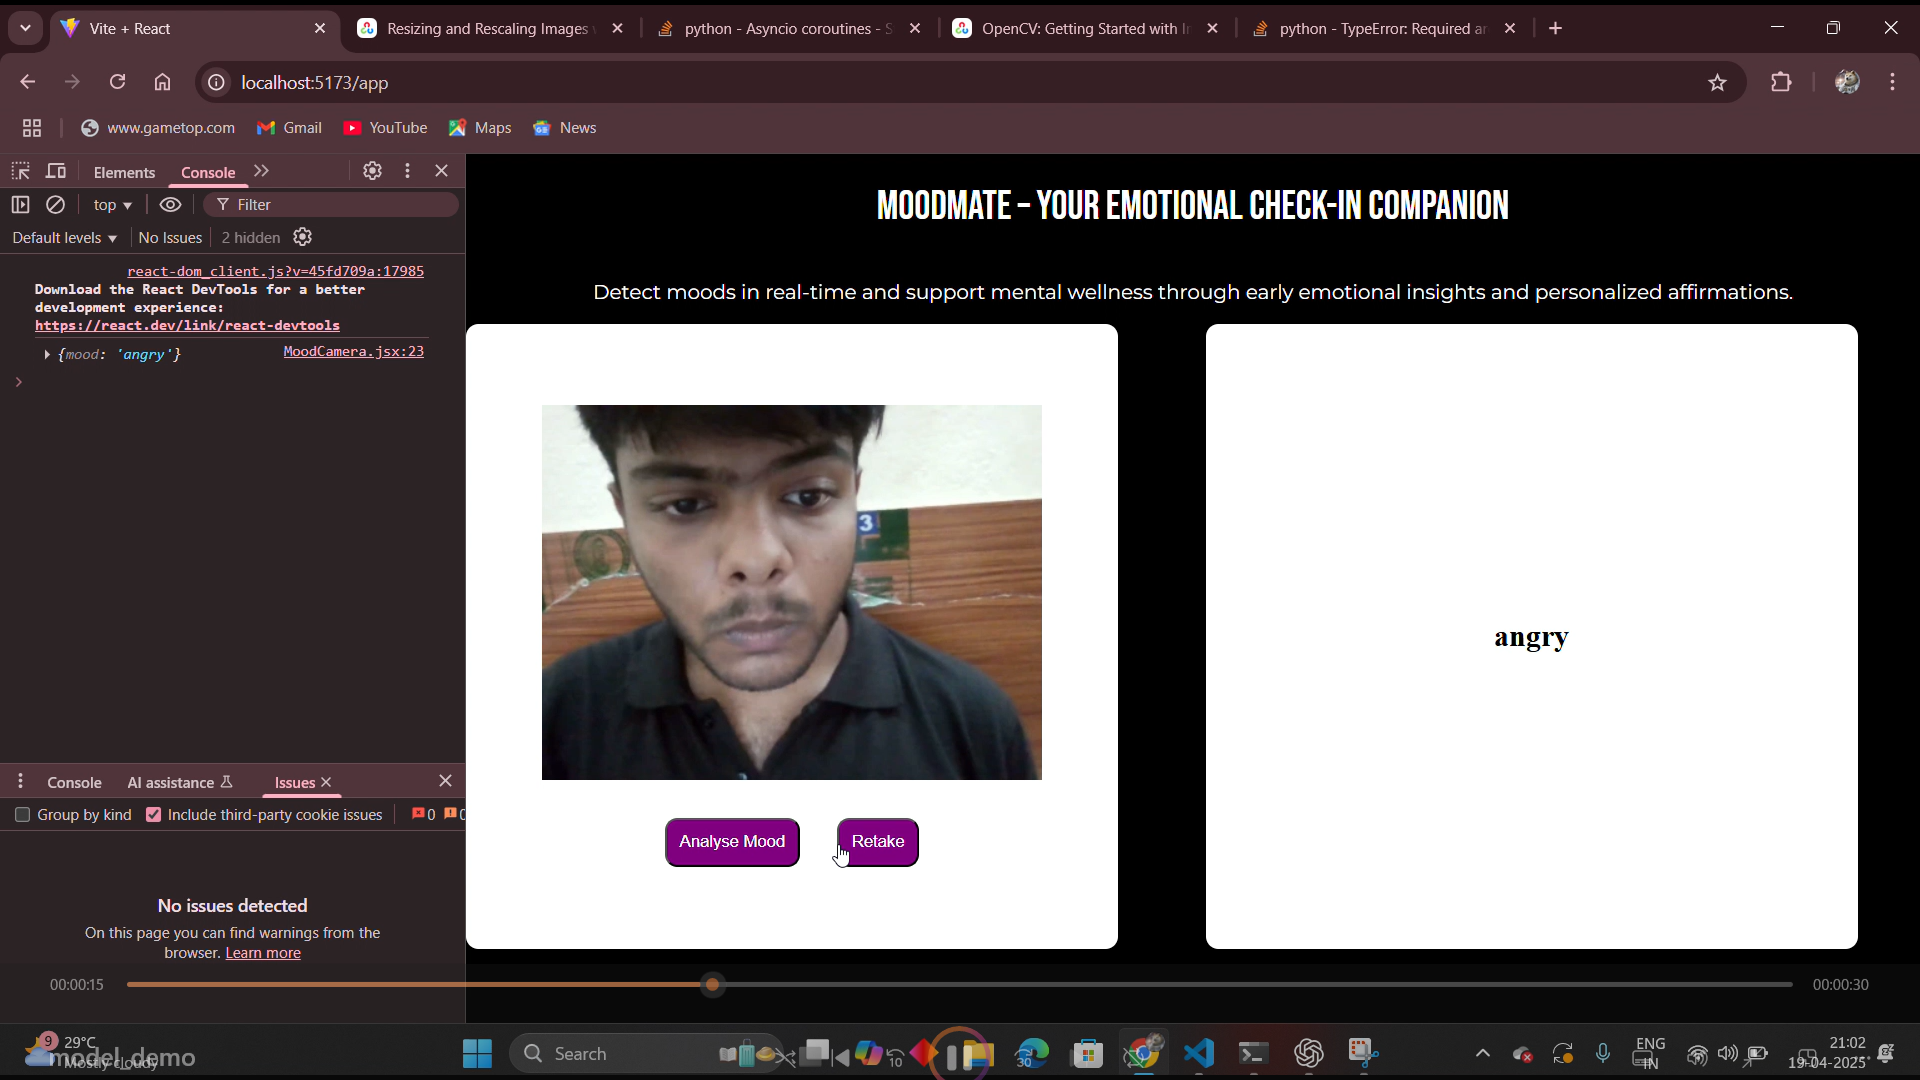 Vite + React
Resizing and Rescaling Images
python - Asyncio coroutines - S
OpenCV: Getting Started with I
python - TypeError: Required a
localhost:5173/app
www.gametop.com
Gmail
YouTube
Maps
News
Elements
Console
top
Filter
Default levels
No Issues
2 hidden
react-dom_client.js?v=45fd709a:17985
Download the React DevTools for a better
development experience:
https://react.dev/link/react-devtools
{mood: 'angry'}
MoodCamera.jsx:23
MOODMATE – YOUR EMOTIONAL CHECK-IN COMPANION
Detect moods in real-time and support mental wellness through early emotional insights and personalized affirmations.
3
Analyse Mood
Retake
angry
Console
AI assistance
Issues
Group by kind
Include third-party cookie issues
0
0
No issues detected
On this page you can find warnings from the
browser. Learn more
00:00:15
00:00:30
9
29°C
Mostly cloudy
model_demo
Search
10
30
ENG
IN
21:02
19-04-2025